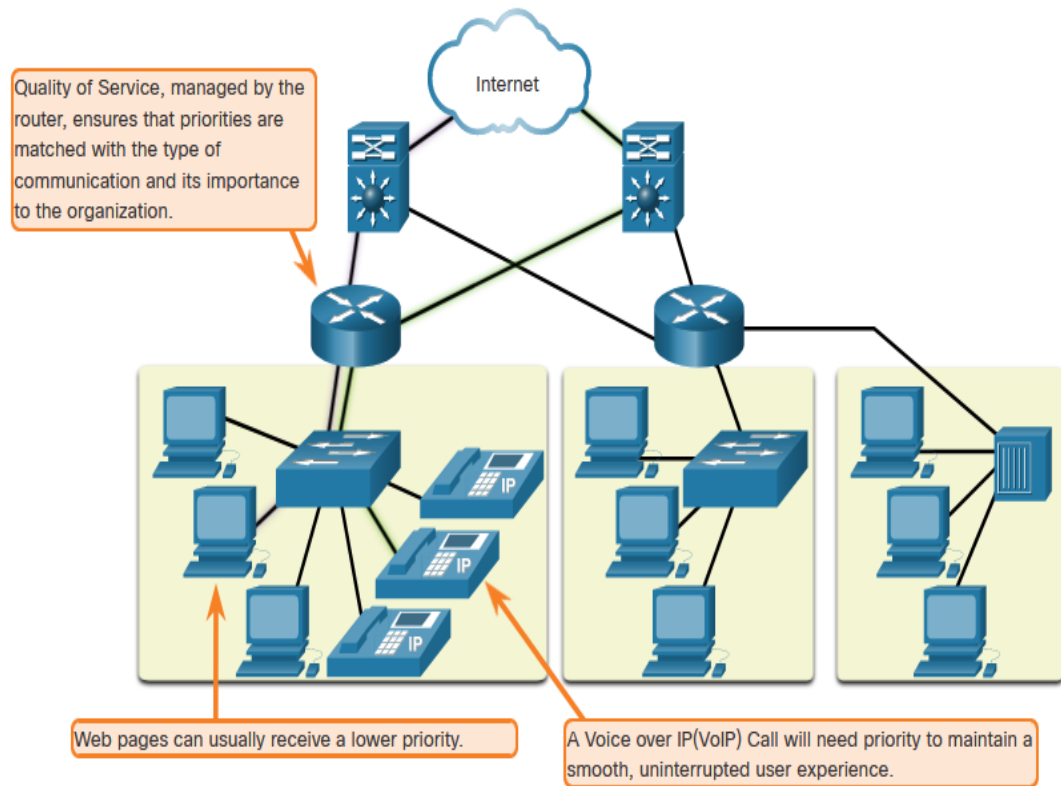 Internet
Quality of Service, managed by the
router, ensures that priorities are
matched with the type of
communication and its importance
to the organization.
IP
IP
IP
Web pages can usually receive a lower priority.
A Voice over IP(VoIP) Call will need priority to maintain a
smooth, uninterrupted user experience.